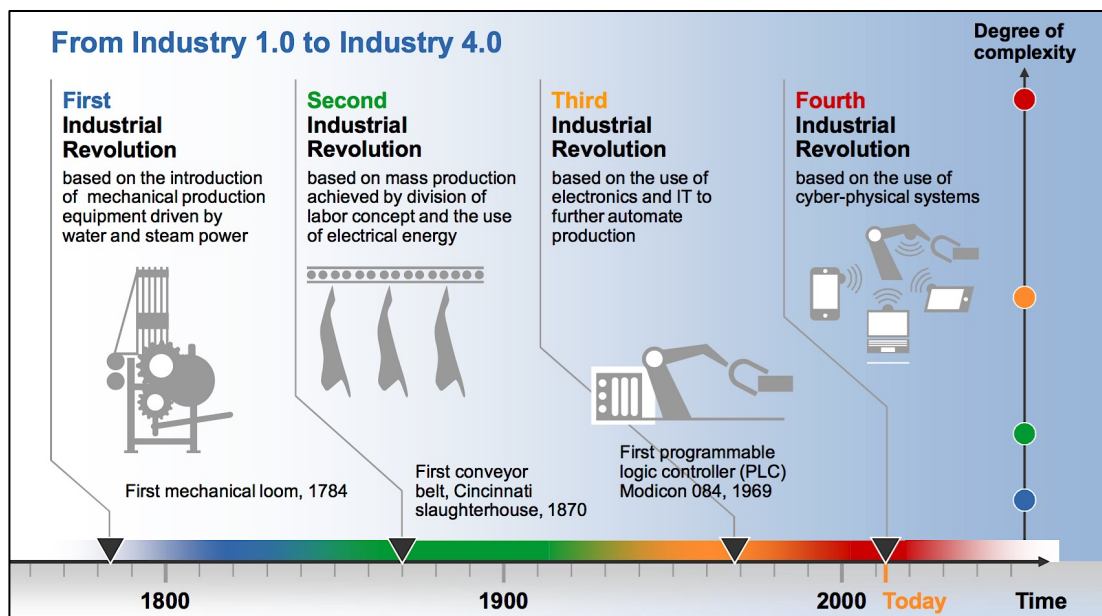 From Industry 1.0 to Industry 4.0
Degree of
complexity
First
Industrial
Revolution
based on the introduction
of mechanical production
equipment driven by
water and steam power
Second
Industrial
Revolution
based on mass production
achieved by division of
labor concept and the use
of electrical energy
Third
Industrial
Revolution
based on the use of
electronics and IT to
further automate
production
Fourth
Industrial
Revolution
based on the use of
cyber-physical systems
First mechanical loom, 1784
First conveyor
belt, Cincinnati
slaughterhouse, 1870
First programmable
logic controller (PLC)
Modicon 084, 1969
1800
1900
2000
Today
Time